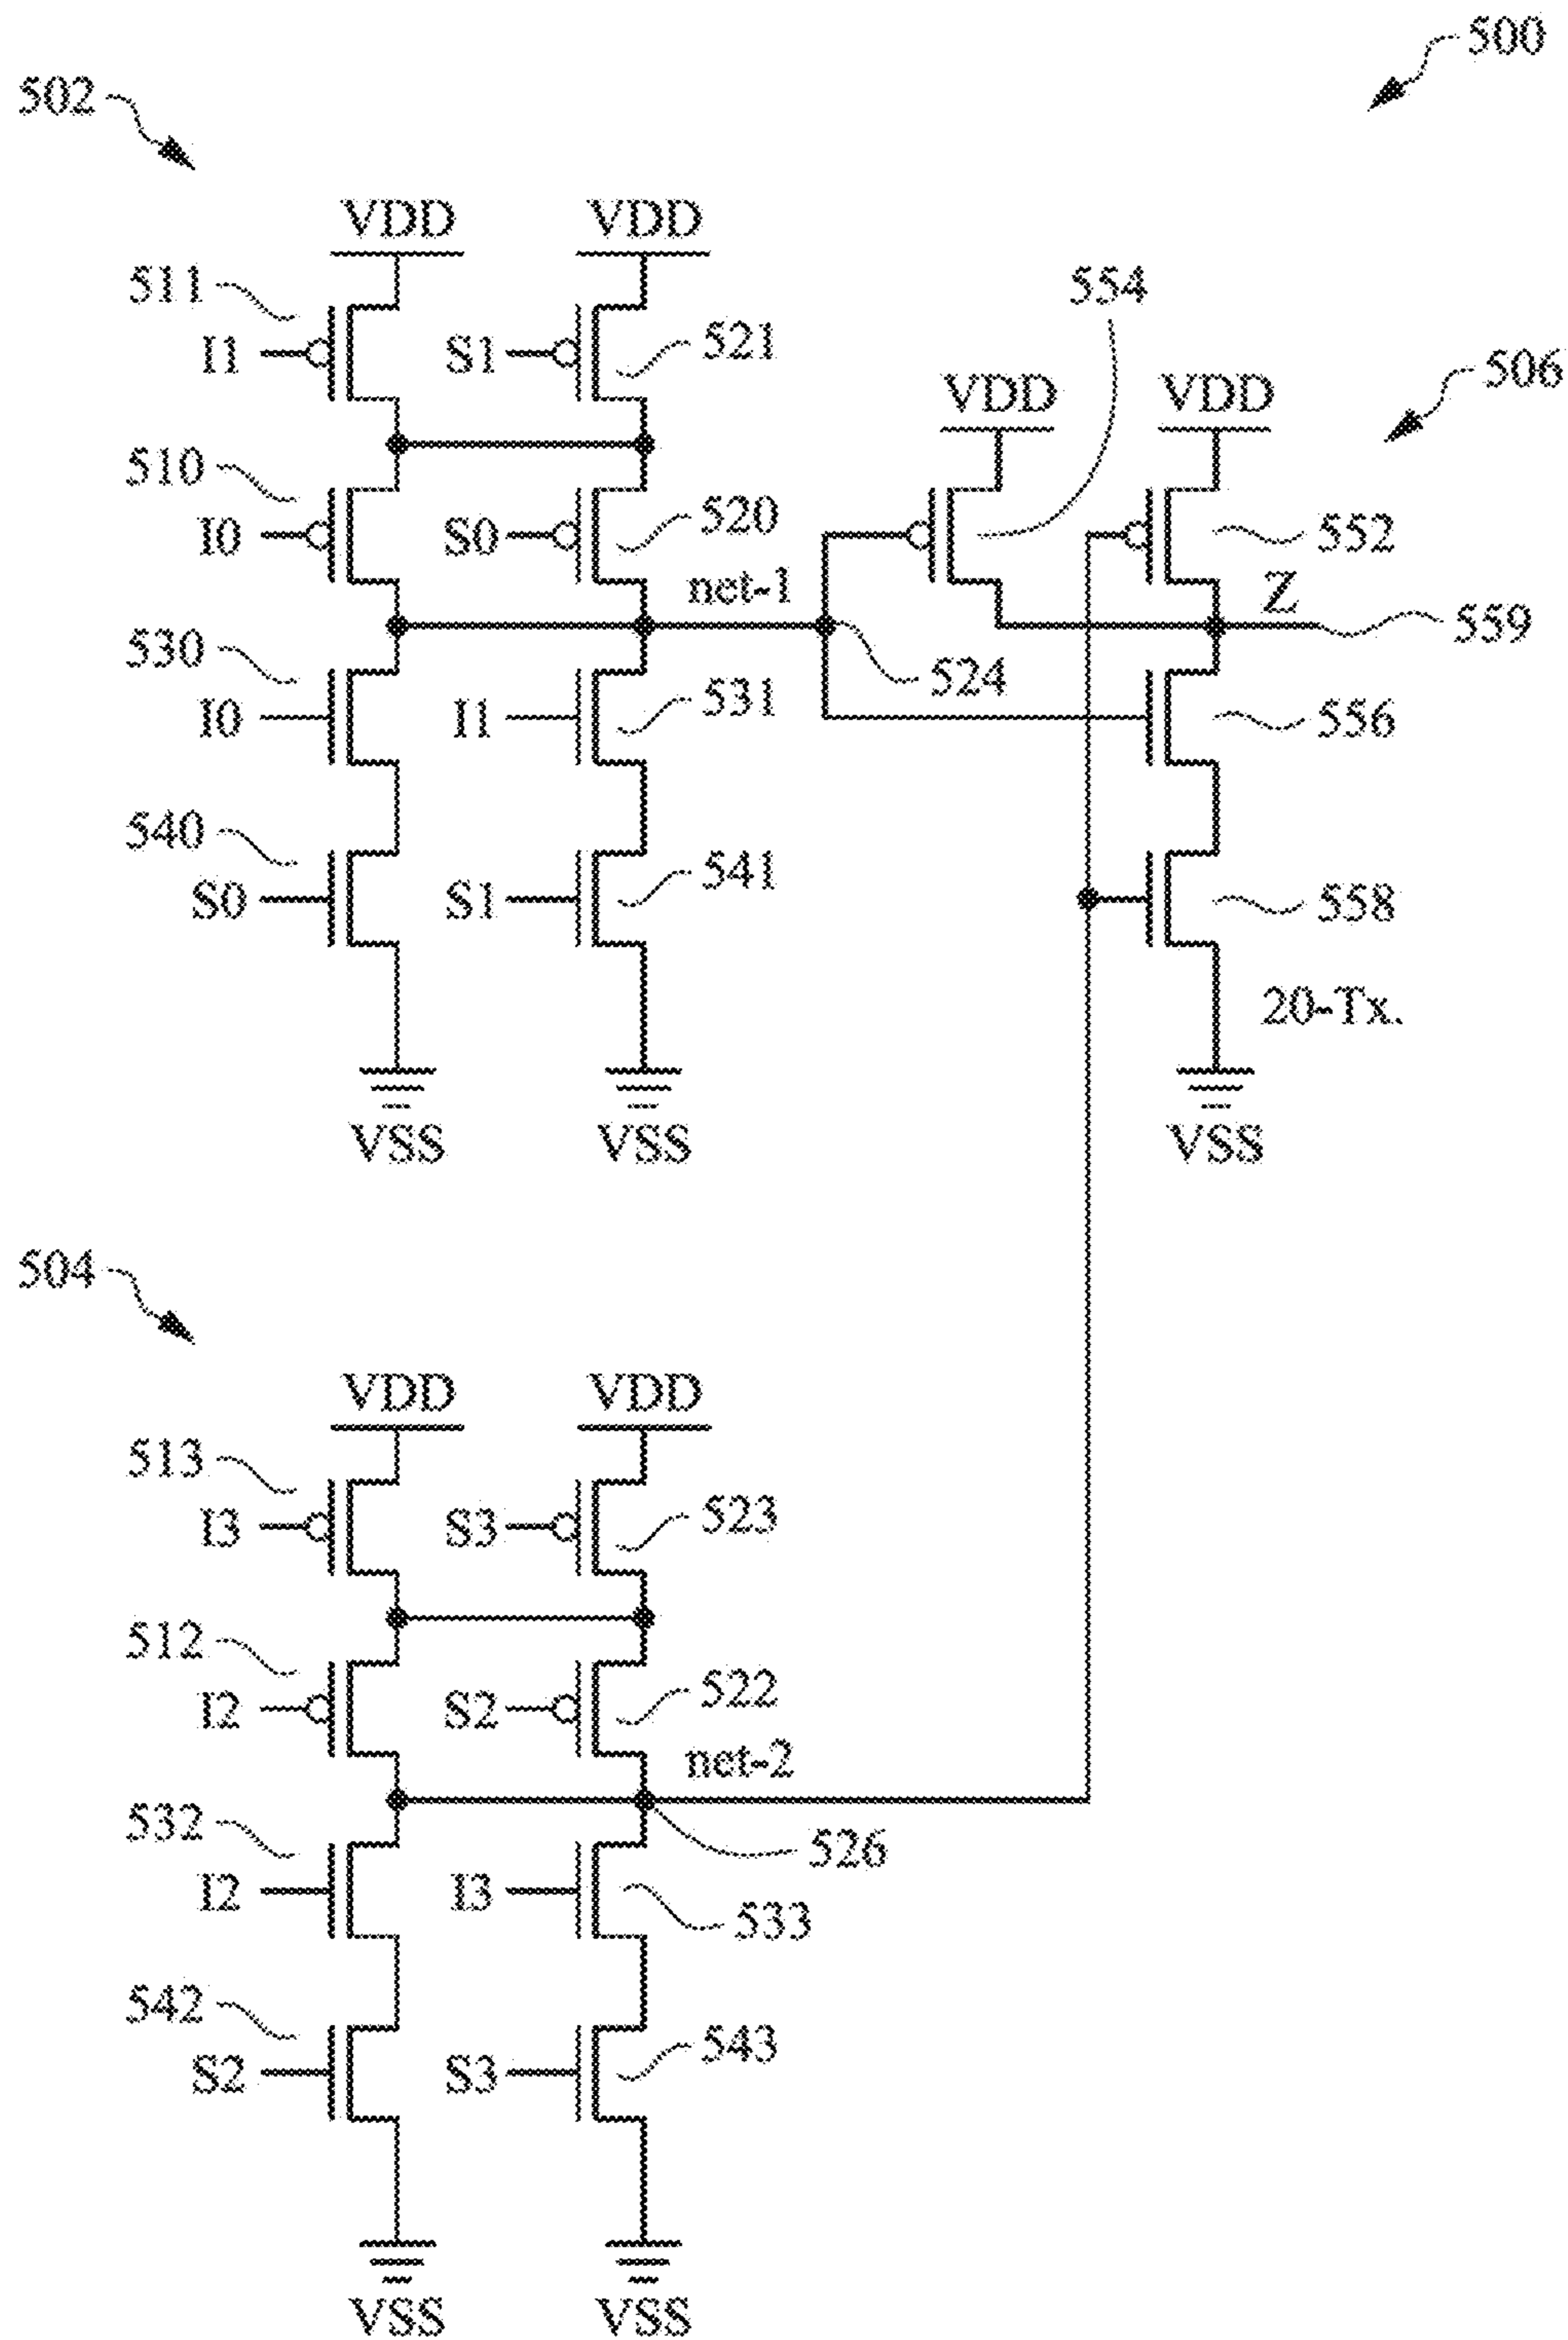 500
502
VDD VDD
511
554
I1 S1 521
506
VDD VDD
510
I0 S0 520 552
net-1 Z
559
530 524
I0 I1 531 556
540 541
S0 S1 558
20-Tx.
VSS VSS VSS
504
VDD VDD
513
I3 S3 523
512
I2 S2 522
net-2
532 526
I2 I3 533
542 543
S2 S3
VSS VSS